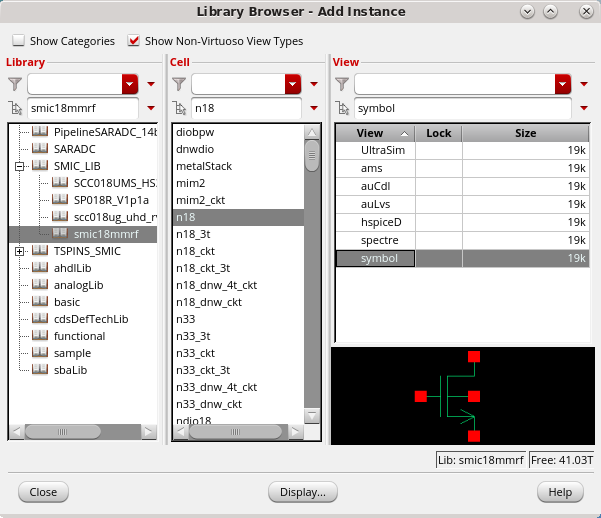 Library Browser - Add Instance
Show Categories Show Non-Virtuoso View Types
Library
smic18mmrf
SARADC
SMIC_LIB
SP018R_V1p1a
smic18mmrf
TSPINS_SMIC
ahdlLib
analogLib
basic
cdsDefTechLib
functional
sample
sbaLib
Cell
n18
diobpw
dnwdio
metalStack
mim2
mim2_ckt
n18
n18_3t
n18_ckt
n18_ckt_3t
n18_dnw_4t_ckt
n18_dnw_ckt
n33
n33_3t
n33_ckt
n33_ckt_3t
n33_dnw_4t_ckt
n33_dnw_ckt
ndio18
View
symbol
View Lock Size
UltraSim 19k
ams 19k
auCdl 19k
auLvs 19k
hspiceD 19k
spectre 19k
symbol 19k
Lib: smic18mmrf Free: 41.03T
Close Display... Help